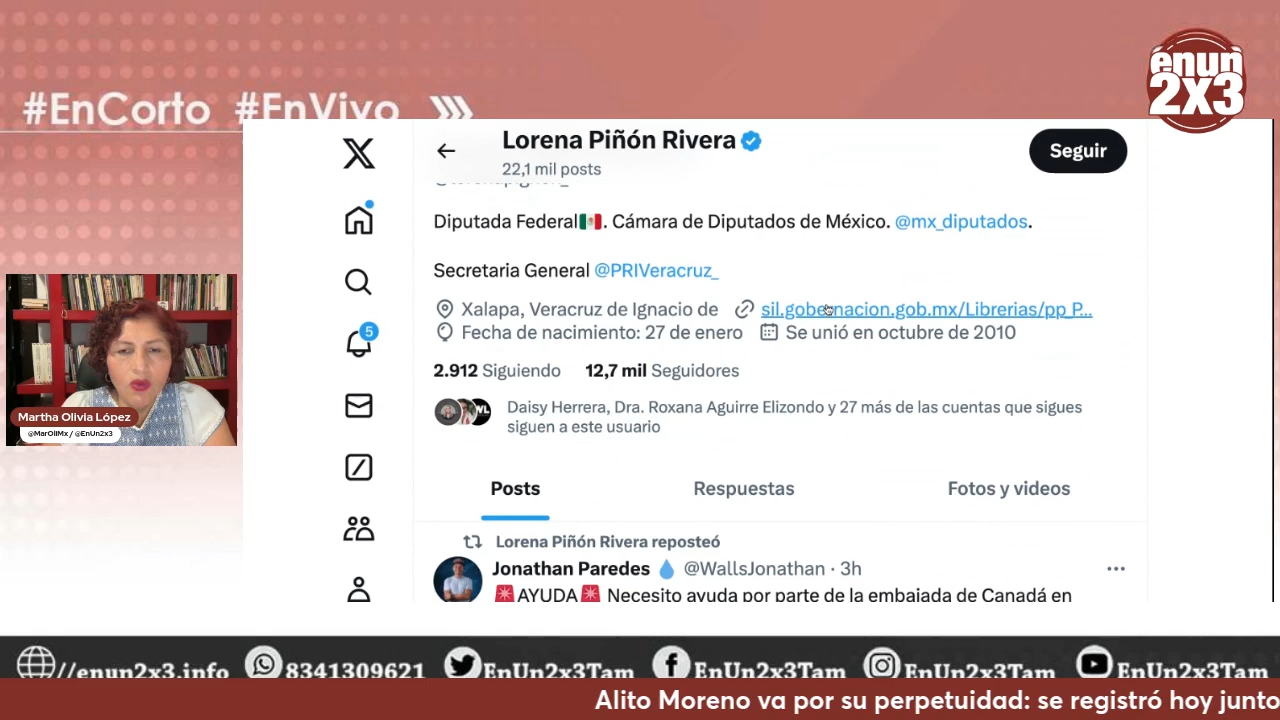 #EnCorto #EnVivo
énun
2x3
Lorena Piñón Rivera
22,1 mil posts
Seguir
Diputada Federal🇲🇽. Cámara de Diputados de México. @mx_diputados.
Secretaria General @PRIVeracruz_
Xalapa, Veracruz de Ignacio de
sil.gobernacion.gob.mx/Librerias/pp_P...
Fecha de nacimiento: 27 de enero
Se unió en octubre de 2010
2.912 Siguiendo 12,7 mil Seguidores
Daisy Herrera, Dra. Roxana Aguirre Elizondo y 27 más de las cuentas que sigues
siguen a este usuario
Posts Respuestas Fotos y videos
Lorena Piñón Rivera reposteó
Jonathan Paredes 💧 @WallsJonathan · 3h
🚨AYUDA🚨 Necesito ayuda por parte de la embajada de Canadá en
5
Martha Olivia López
@MarOliMx / @EnUn2x3
//enun2x3.info 8341309621 EnUn2x3Tam EnUn2x3Tam EnUn2x3Tam EnUn2x3Tam
Alito Moreno va por su perpetuidad: se registró hoy junto